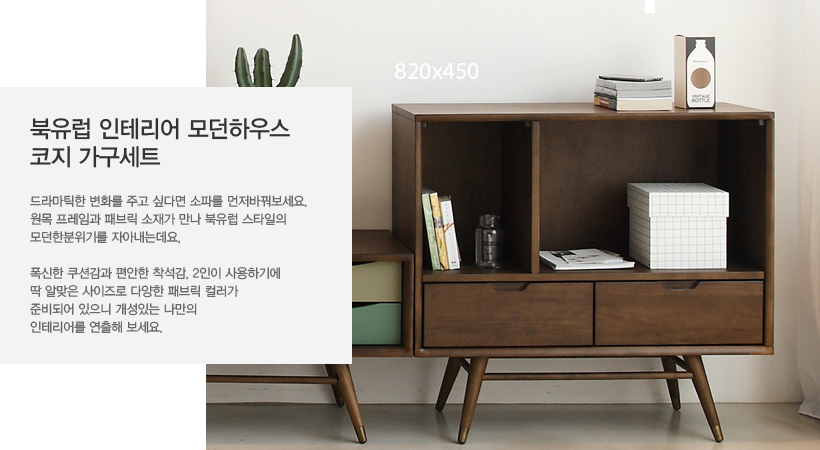 820x450
VINTAGE
BOTTLE
북유럽 인테리어 모던하우스
코지 가구세트
드라마틱한 변화를 주고 싶다면 소파를 먼저바꿔보세요.
원목 프레임과 패브릭 소재가 만나 북유럽 스타일의
모던한분위기를 자아내는데요.
폭신한 쿠션감과 편안한 착석감, 2인이 사용하기에
딱 알맞은 사이즈로 다양한 패브릭 컬러가
준비되어 있으니 개성있는 나만의
인테리어를 연출해 보세요.